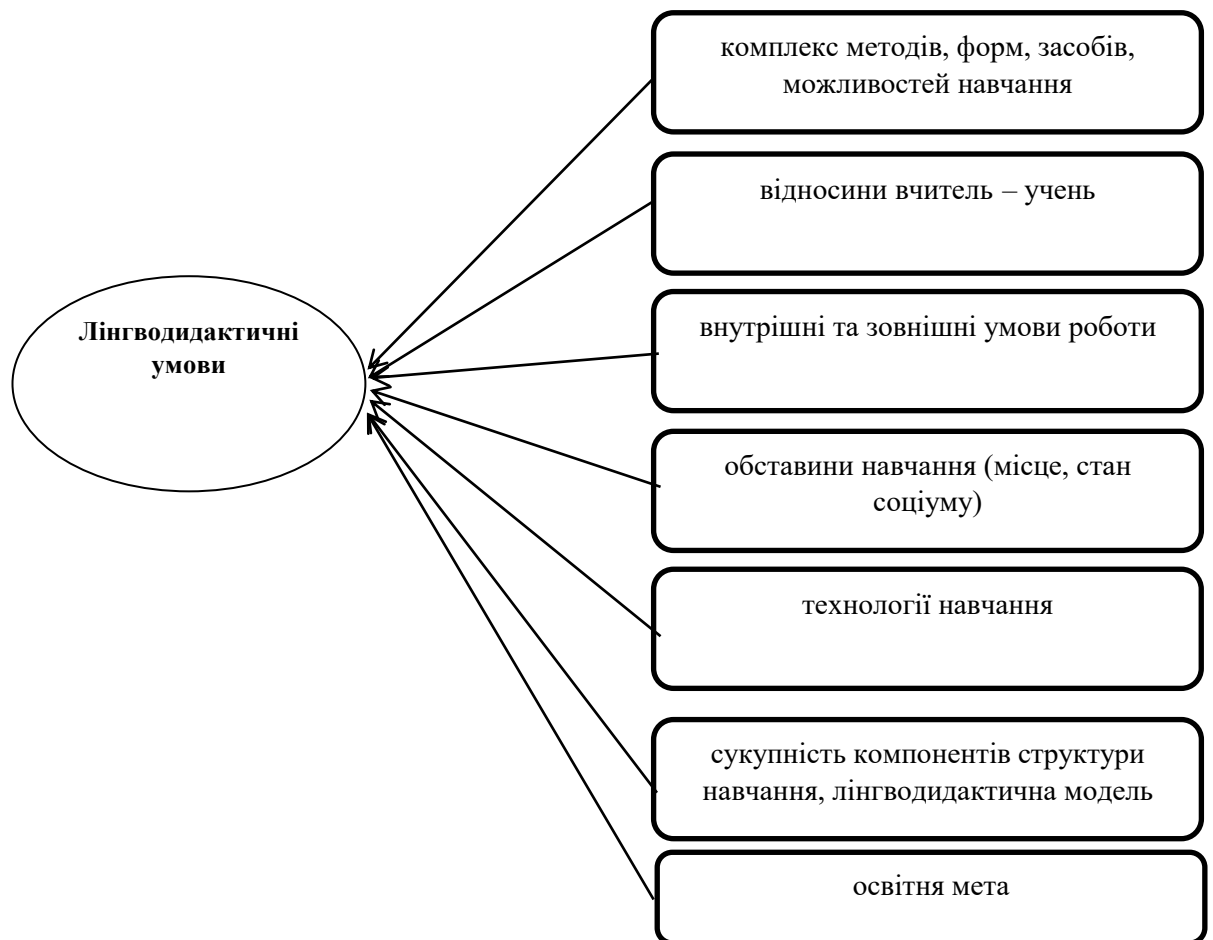 комплекс методів, форм, засобів,
можливостей навчання
відносини вчитель – учень
Лінгводидактичні
умови
внутрішні та зовнішні умови роботи
обставини навчання (місце, стан
соціуму)
технології навчання
сукупність компонентів структури
навчання, лінгводидактична модель
освітня мета